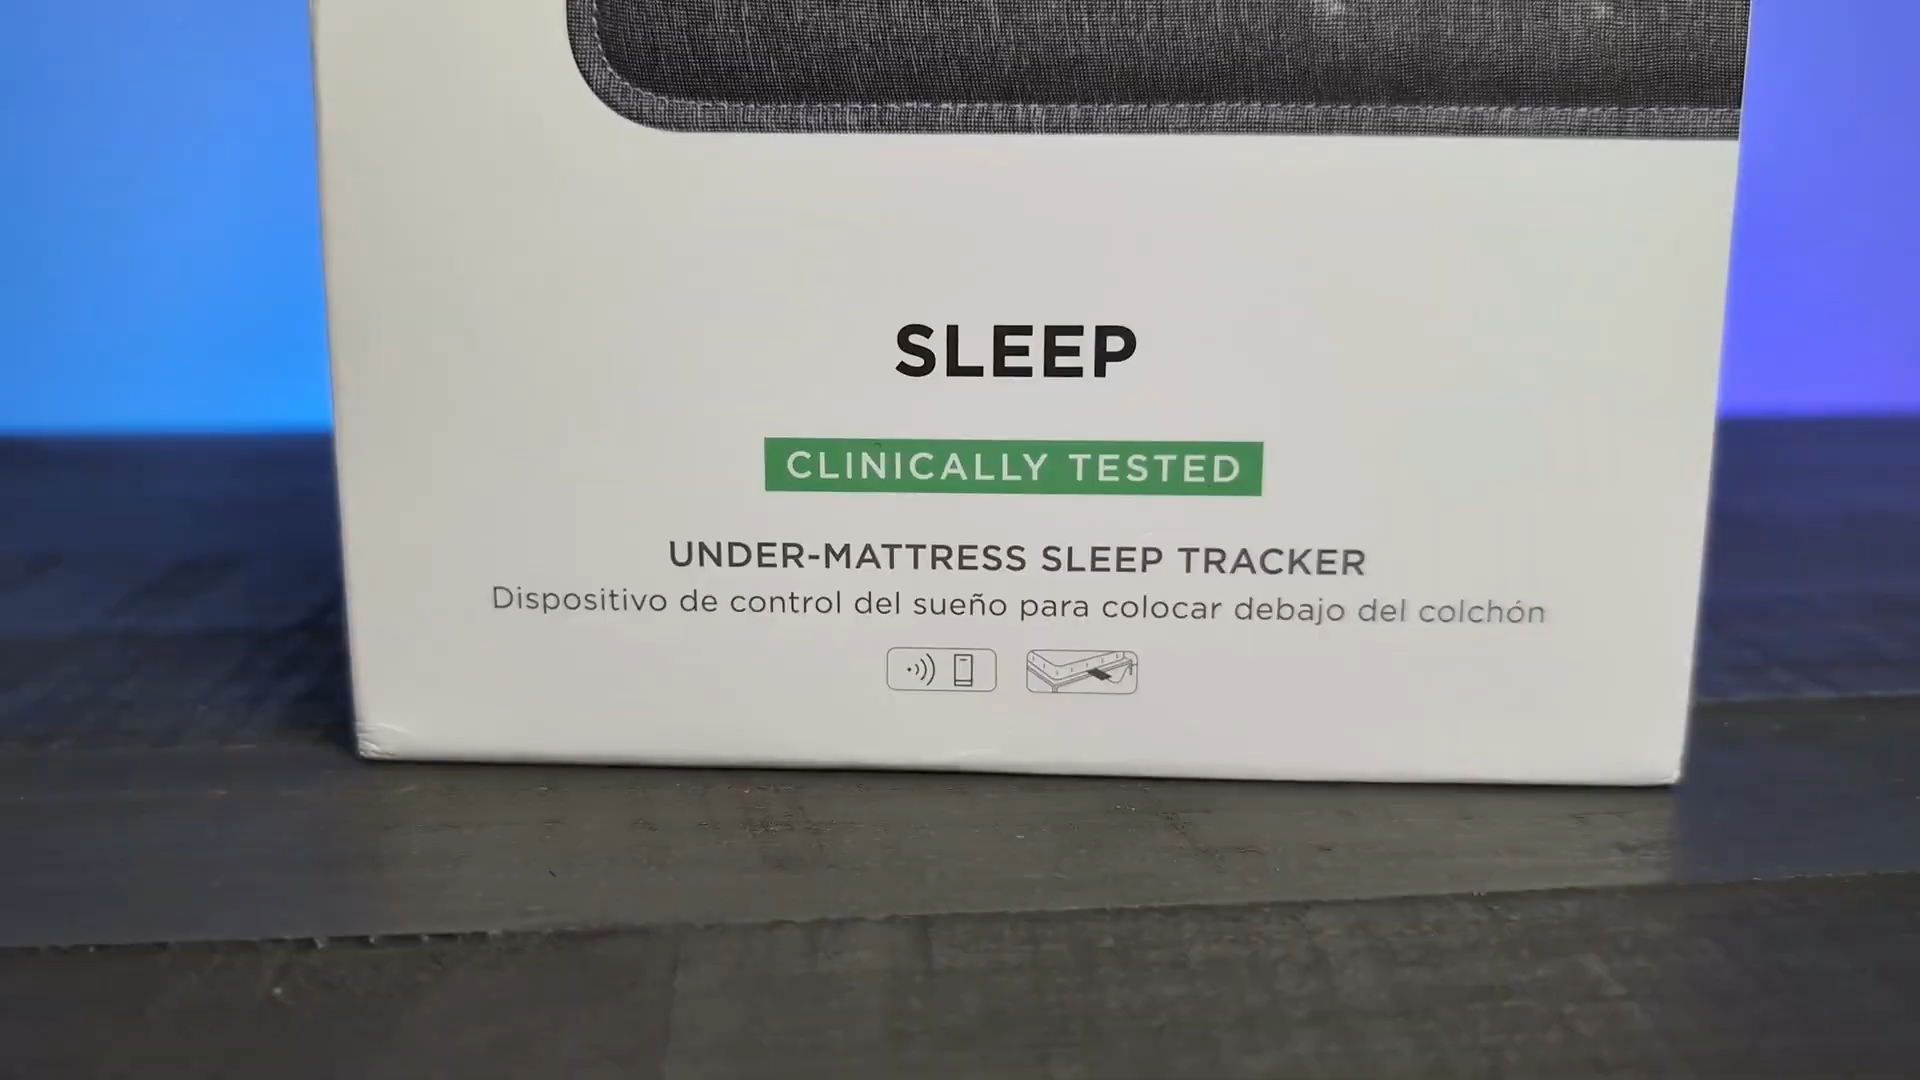 SLEEP
CLINICALLY TESTED
UNDER-MATTRESS SLEEP TRACKER
Dispositivo de control del sueño para colocar debajo del colchón